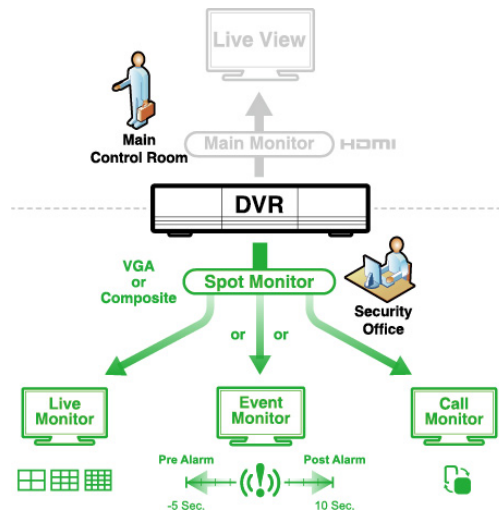 Live View
Main
Control Room
Main Monitor
HDMI
DVR
VGA
or
Composite
Spot Monitor
Security
Office
or
or
Live
Monitor
Event
Monitor
Call
Monitor
Pre Alarm
Post Alarm
-5 Sec.
10 Sec.